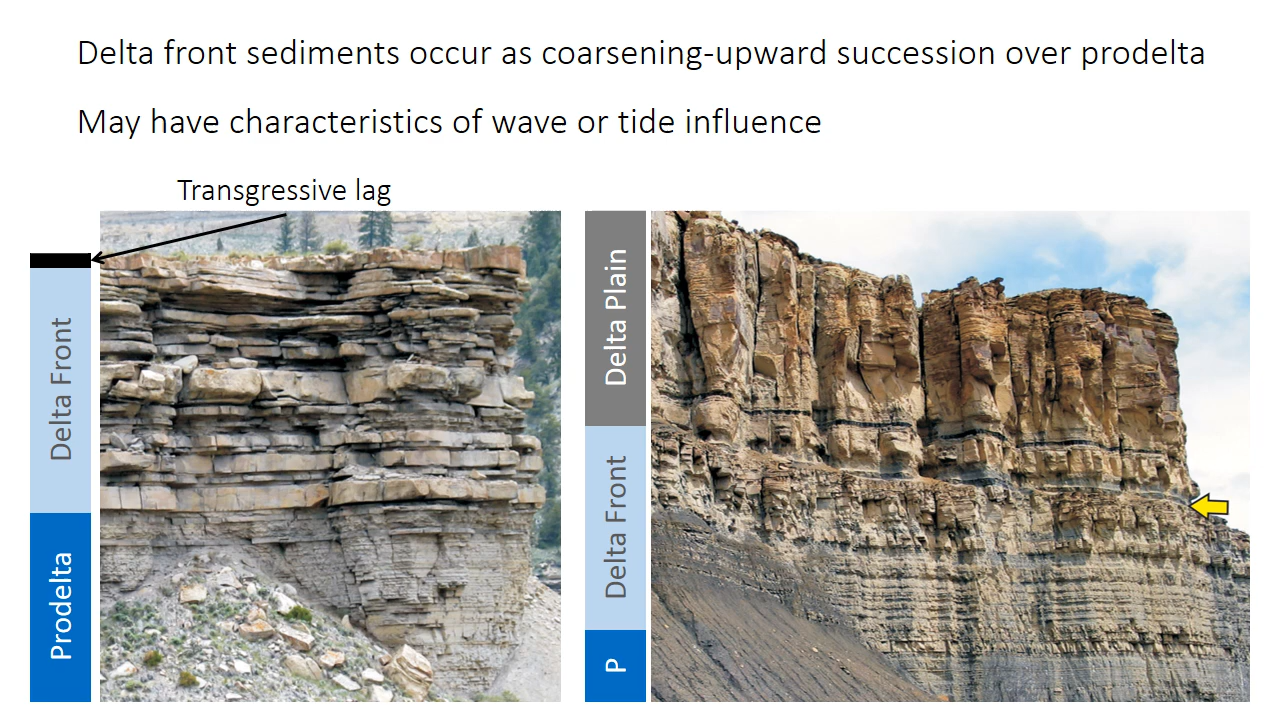 Delta front sediments occur as coarsening-upward succession over prodelta
May have characteristics of wave or tide influence
Transgressive lag
Delta Front
Prodelta
Delta Plain
Delta Front
P